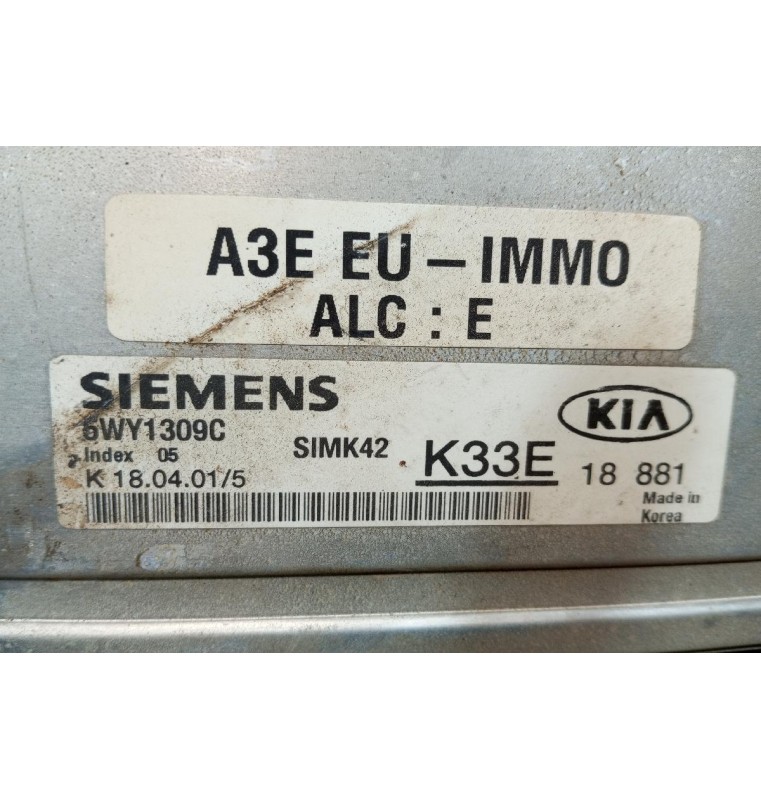 A3E EU – IMMO
ALC : E
SIEMENS
5WY1309C
KIA
Index 05
SIMK42
K33E
18 881
K 18.04.01/5
Made in
Korea